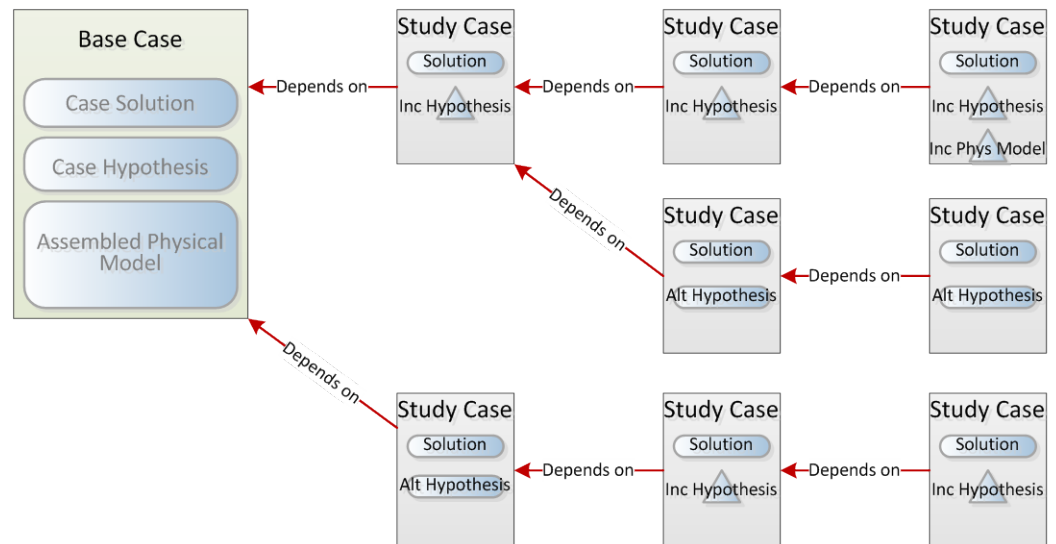 Base Case
Case Solution
Case Hypothesis
Assembled Physical
Model
Depends on
Study Case
Solution
Inc Hypothesis
Depends on
Study Case
Solution
Inc Hypothesis
Depends on
Study Case
Solution
Inc Hypothesis
Inc Phys Model
Depends on
Study Case
Solution
Alt Hypothesis
Depends on
Study Case
Solution
Alt Hypothesis
Depends on
Study Case
Solution
Alt Hypothesis
Depends on
Study Case
Solution
Inc Hypothesis
Depends on
Study Case
Solution
Inc Hypothesis